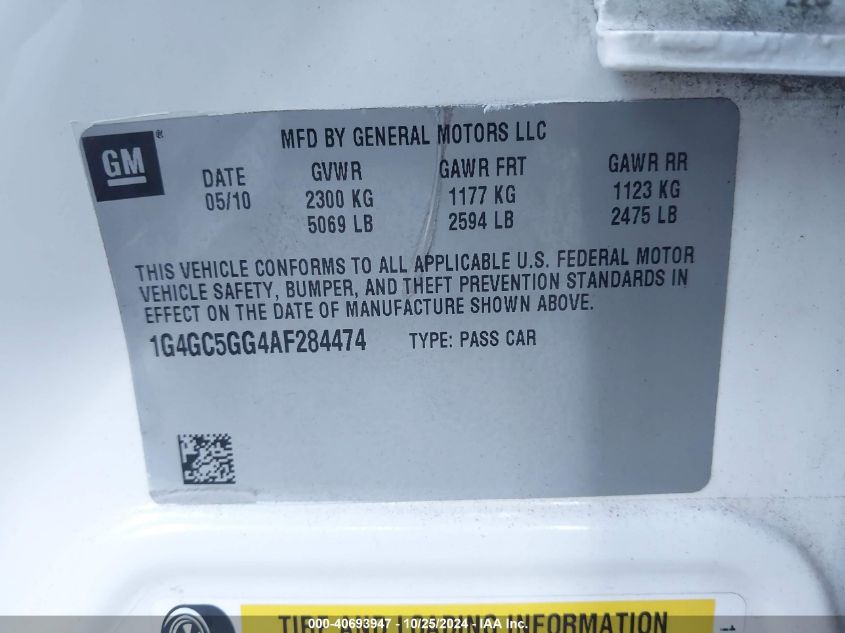 GM
®
MFD BY GENERAL MOTORS LLC
DATE GVWR GAWR FRT GAWR RR
05/10 2300 KG 1177 KG 1123 KG
5069 LB 2594 LB 2475 LB
THIS VEHICLE CONFORMS TO ALL APPLICABLE U.S. FEDERAL MOTOR
VEHICLE SAFETY, BUMPER, AND THEFT PREVENTION STANDARDS IN
EFFECT ON THE DATE OF MANUFACTURE SHOWN ABOVE.
1G4GC5GG4AF284474 TYPE: PASS CAR
TIRE AND LOADING INFORMATION
000-40693947 - 10/25/2024 - IAA Inc.